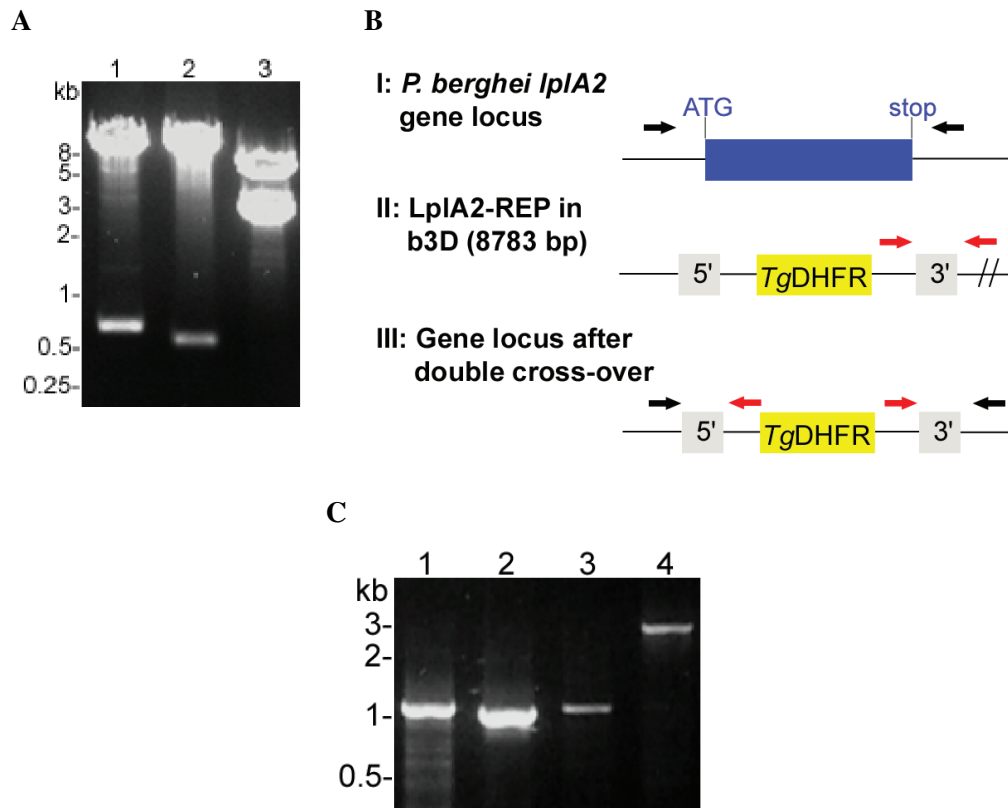 A
1 2 3
kb
8-
5-
3-
2-
1-
0.5-
0.25-
B
I: P. berghei lplA2
gene locus
ATG
stop
II: LplA2-REP in
b3D (8783 bp)
5'
TgDHFR
3'
//
III: Gene locus after
double cross-over
5'
TgDHFR
3'
C
1 2 3 4
kb
3-
2-
1-
0.5-